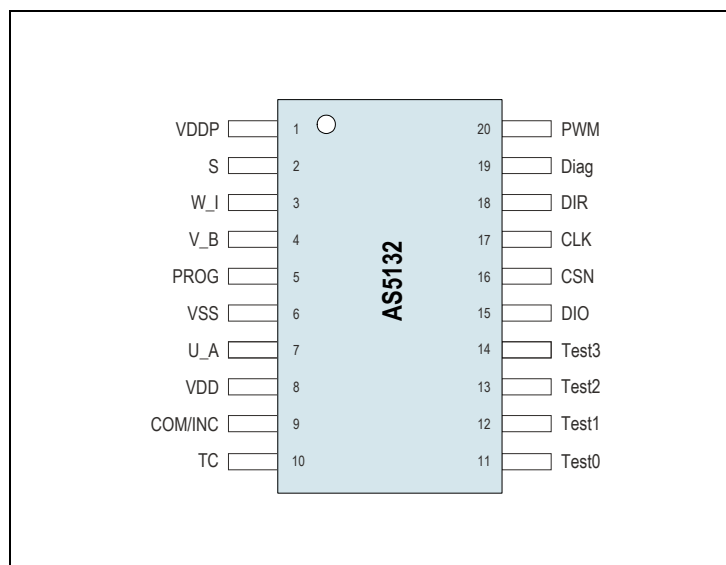 VDDP 1 20 PWM
S 2 19 Diag
W_I 3 18 DIR
V_B 4 17 CLK
PROG 5 16 CSN
VSS 6 15 DIO
U_A 7 14 Test3
VDD 8 13 Test2
COM/INC 9 12 Test1
TC 10 11 Test0
AS5132